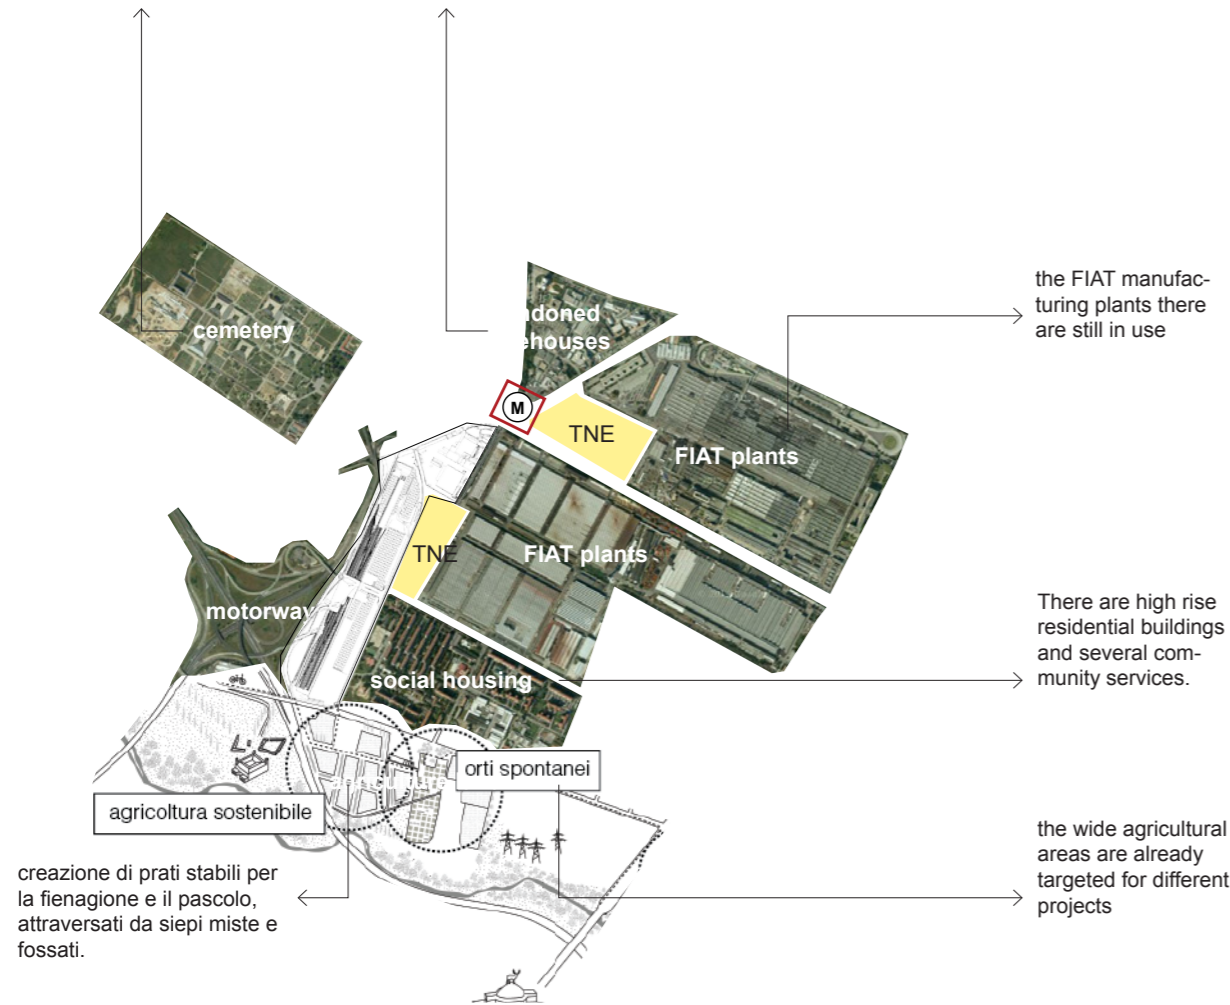 the FIAT manufac-
turing plants there
are still in use
cemetery
ndoned
ehouses
M
TNE
FIAT plants
TNE
FIAT plants
motorway
There are high rise
residential buildings
and several com-
munity services.
social housing
orti spontanei
agricoltura sostenibile
the wide agricultural
areas are already
targeted for different
projects
creazione di prati stabili per
la fienagione e il pascolo,
attraversati da siepi miste e
fossati.